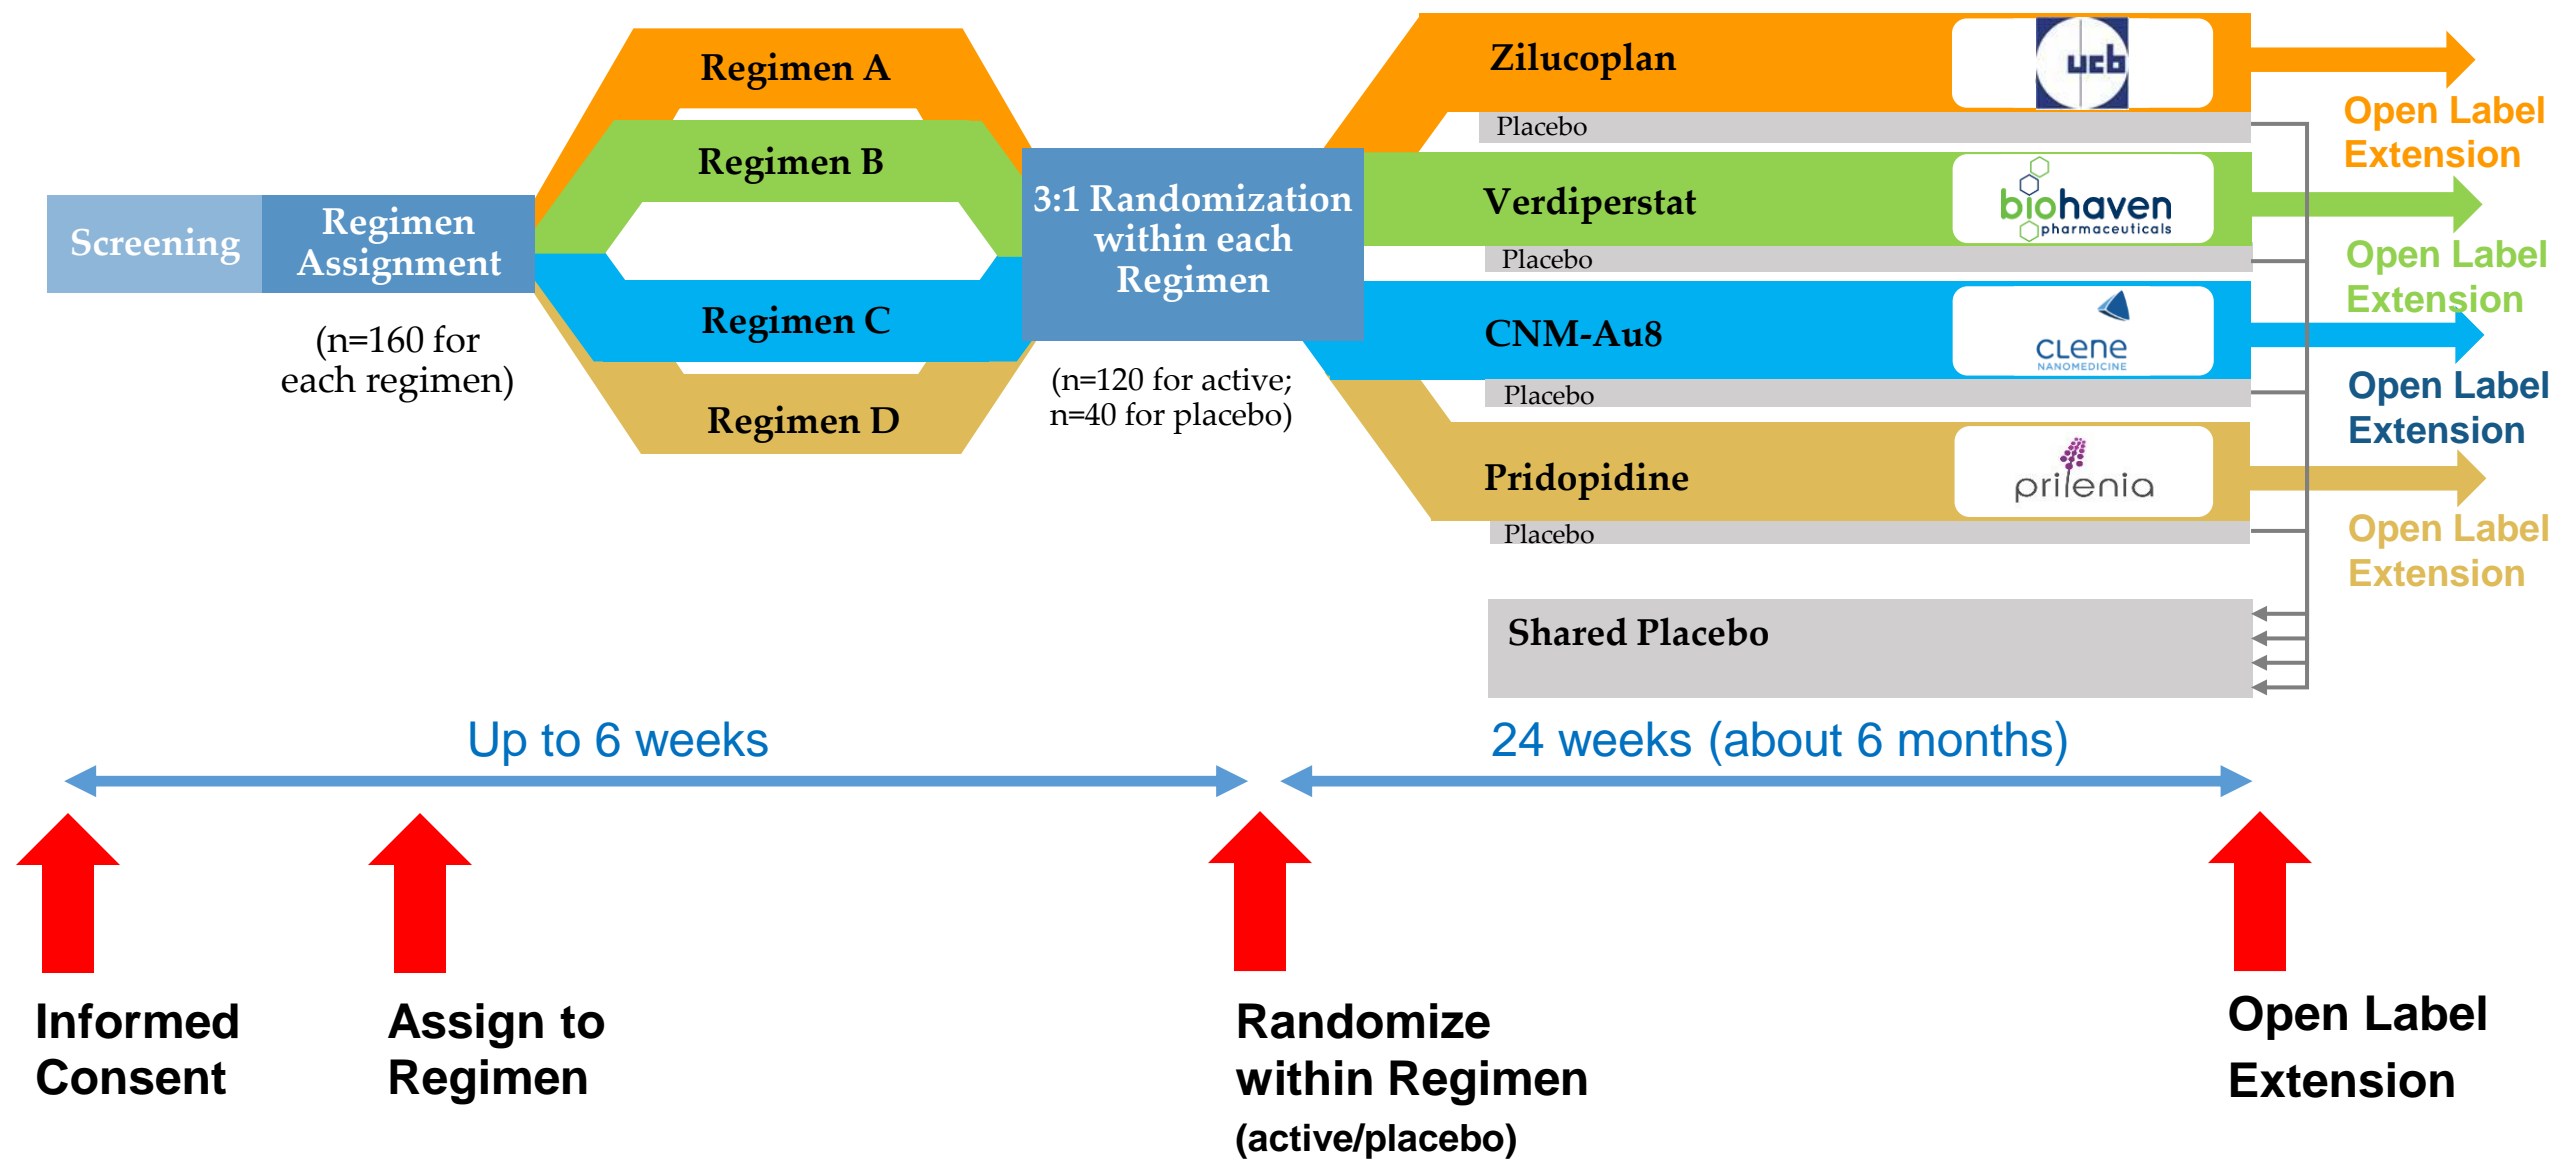 Screening
Regimen
Assignment
(n=160 for
each regimen)
Regimen A
Regimen B
Regimen C
Regimen D
3:1 Randomization
within each
Regimen
(n=120 for active;
n=40 for placebo)
Zilucoplan
ucb
Placebo
Open Label
Extension
Verdiperstat
biohaven
pharmaceuticals
Placebo
Open Label
Extension
CNM-Au8
CLENE
NANOMEDICINE
Placebo
Open Label
Extension
Pridopidine
prilenia
Placebo
Open Label
Extension
Shared Placebo
Up to 6 weeks
24 weeks (about 6 months)
Informed
Consent
Assign to
Regimen
Randomize
within Regimen
(active/placebo)
Open Label
Extension